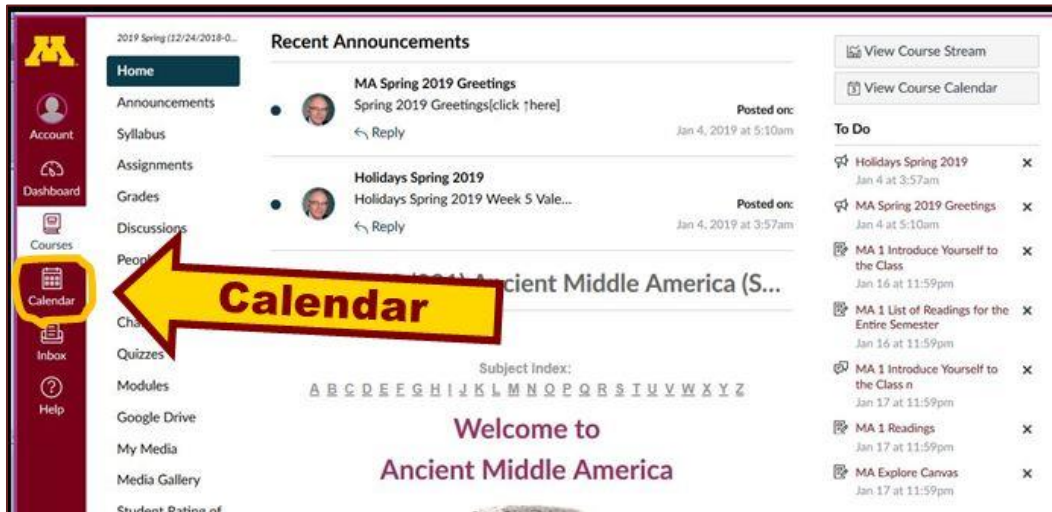 M
Account
Dashboard
Courses
Calendar
Inbox
Help
2019 Spring (12/24/2018-0...
Home
Announcements
Syllabus
Assignments
Grades
Discussions
Quizzes
Modules
Google Drive
My Media
Media Gallery
Student Rating of
Calendar
Recent Announcements
MA Spring 2019 Greetings
Spring 2019 Greetings[click ↑here]
Reply
Posted on:
Jan 4, 2019 at 5:10am
Holidays Spring 2019
Holidays Spring 2019 Week 5 Vale...
Reply
Posted on:
Jan 4, 2019 at 3:57am
Middle America (S...
Subject Index:
A B C D E F G H I J K L M N O P Q R S T U V W X Y Z
Welcome to
Ancient Middle America
View Course Stream
View Course Calendar
To Do
Holidays Spring 2019
Jan 4 at 3:57am
MA Spring 2019 Greetings
Jan 4 at 5:10am
MA 1 Introduce Yourself to
the Class
Jan 16 at 11:59pm
MA 1 List of Readings for the
Entire Semester
Jan 16 at 11:59pm
MA 1 Introduce Yourself to
the Class n
Jan 17 at 11:59pm
MA 1 Readings
Jan 17 at 11:59pm
MA Explore Canvas
Jan 17 at 11:59pm